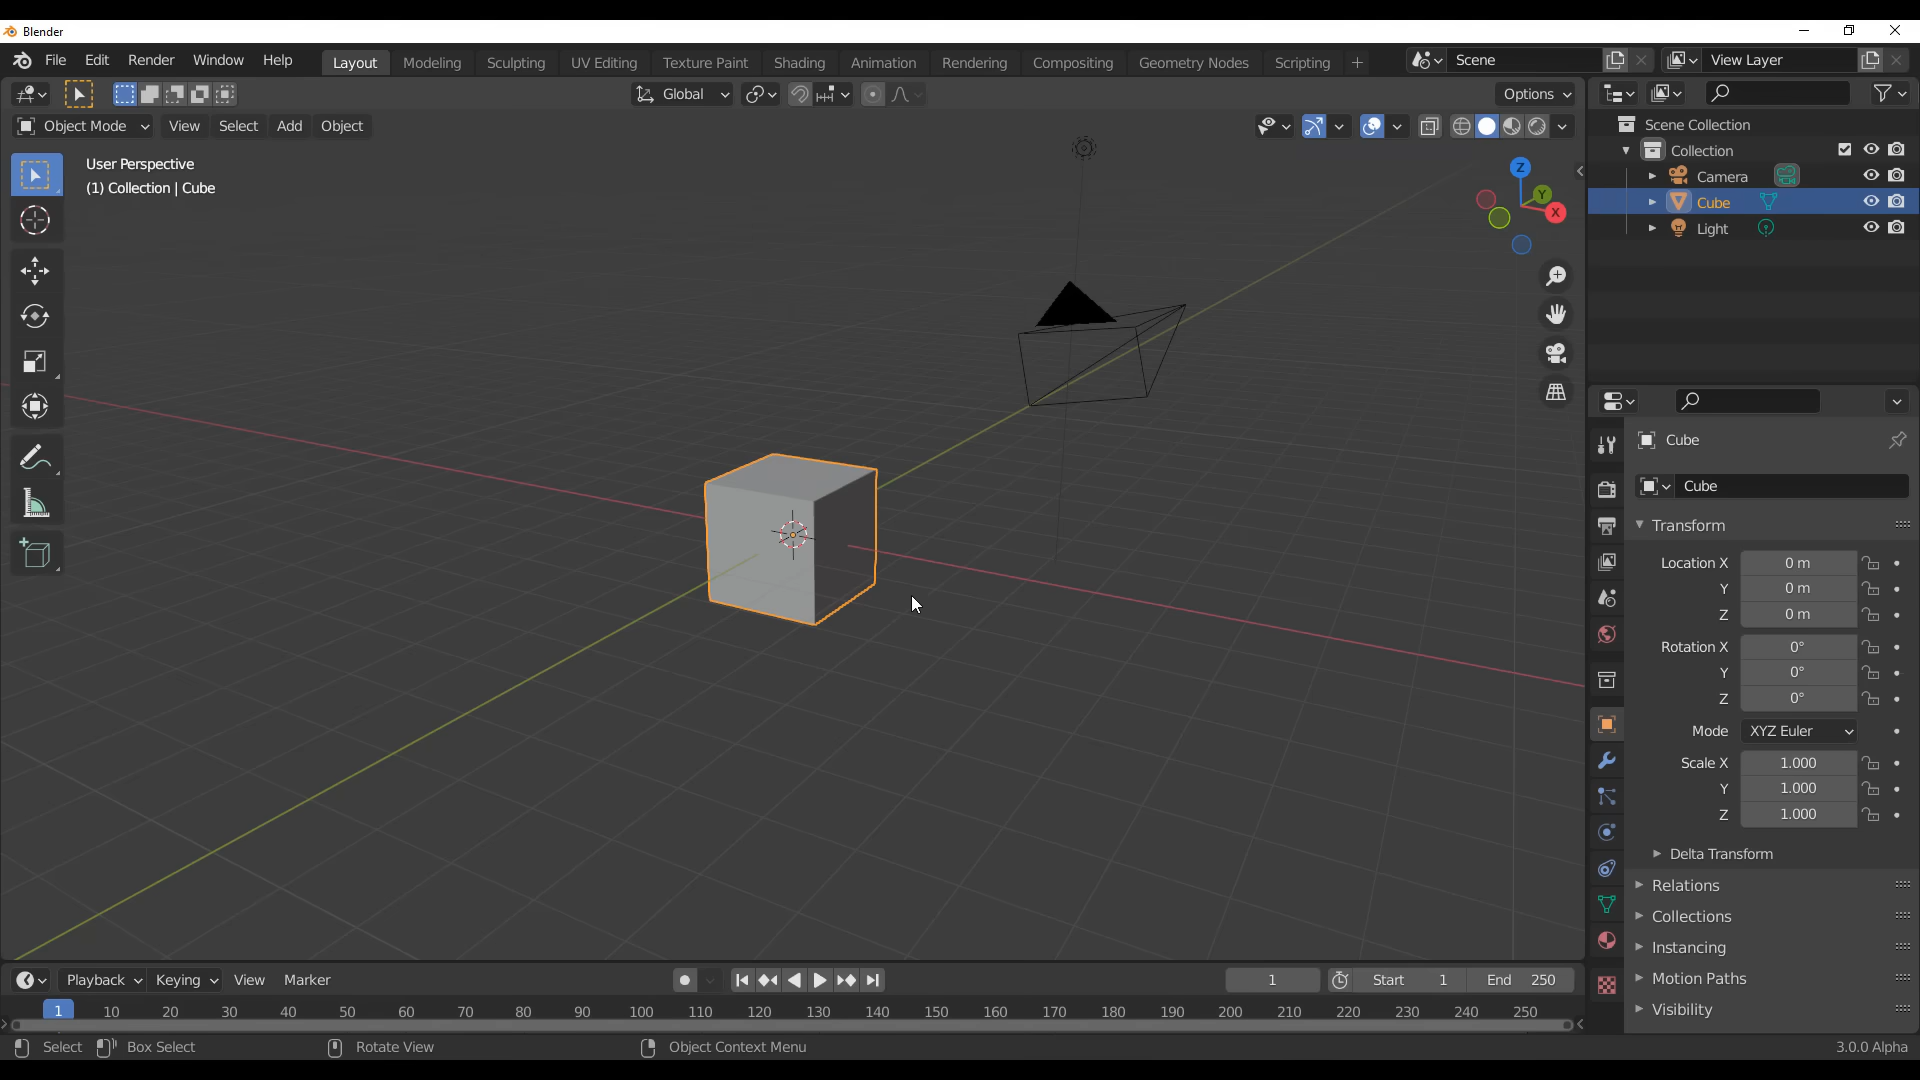 Blender
File Edit Render Window Help Layout Modeling Sculpting UV Editing Texture Paint Shading Animation Rendering Compositing Geometry Nodes Scripting + Scene View Layer
Global Options
Object Mode View Select Add Object
User Perspective
(1) Collection | Cube
Z
Y
X
Scene Collection
Collection
Camera
Cube
Light
Cube
Cube
Transform
Location X 0 m
Y 0 m
Z 0 m
Rotation X 0°
Y 0°
Z 0°
Mode XYZ Euler
Scale X 1.000
Y 1.000
Z 1.000
Delta Transform
Relations
Collections
Instancing
Motion Paths
Visibility
Playback Keying View Marker 1 Start 1 End 250
1 10 20 30 40 50 60 70 80 90 100 110 120 130 140 150 160 170 180 190 200 210 220 230 240 250
Select Box Select Rotate View Object Context Menu 3.0.0 Alpha